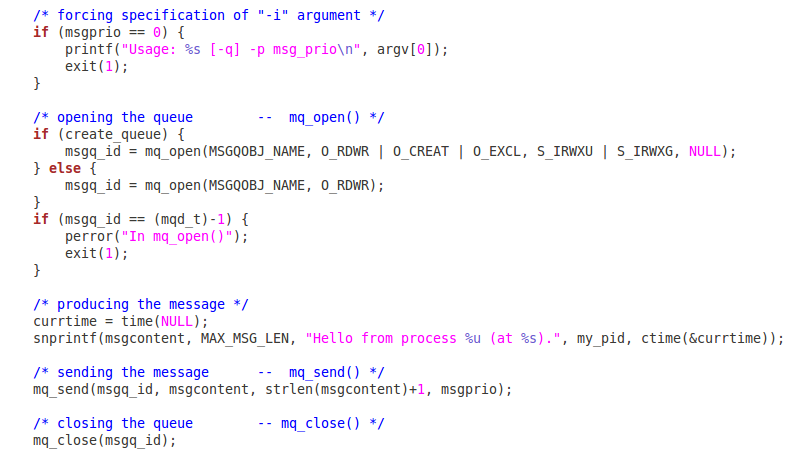 /* forcing specification of "-i" argument */
if (msgprio == 0) {
    printf("Usage: %s [-q] -p msg_prio\n", argv[0]);
    exit(1);
}

/* opening the queue        --  mq_open() */
if (create_queue) {
    msgq_id = mq_open(MSGQOBJ_NAME, O_RDWR | O_CREAT | O_EXCL, S_IRWXU | S_IRWXG, NULL);
} else {
    msgq_id = mq_open(MSGQOBJ_NAME, O_RDWR);
}
if (msgq_id == (mqd_t)-1) {
    perror("In mq_open()");
    exit(1);
}

/* producing the message */
currtime = time(NULL);
snprintf(msgcontent, MAX_MSG_LEN, "Hello from process %u (at %s).", my_pid, ctime(&currtime));

/* sending the message      --  mq_send() */
mq_send(msgq_id, msgcontent, strlen(msgcontent)+1, msgprio);

/* closing the queue        -- mq_close() */
mq_close(msgq_id);